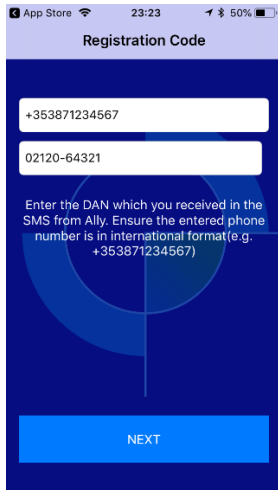 App Store 23:23 50%
Registration Code
+353871234567
02120-64321
Enter the DAN which you received in the
SMS from Ally. Ensure the entered phone
number is in international format(e.g.
+353871234567)
NEXT